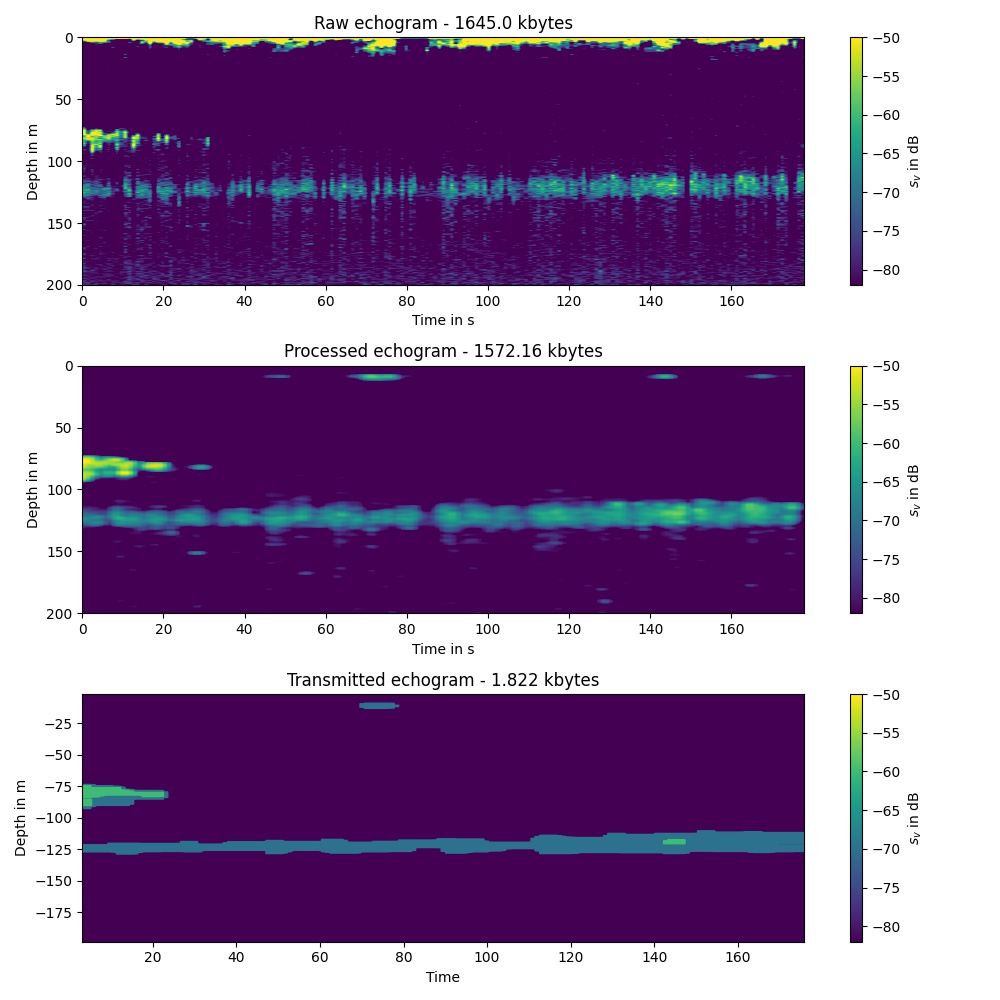 Raw echogram - 1645.0 kbytes
0
50
100
150
200
Depth in m
0 20 40 60 80 100 120 140 160
Time in s
−50
−55
−60
−65
−70
−75
−80
sv in dB
Processed echogram - 1572.16 kbytes
0
50
100
150
200
Depth in m
0 20 40 60 80 100 120 140 160
Time in s
−50
−55
−60
−65
−70
−75
−80
sv in dB
Transmitted echogram - 1.822 kbytes
−25
−50
−75
−100
−125
−150
−175
Depth in m
20 40 60 80 100 120 140 160
Time
−50
−55
−60
−65
−70
−75
−80
sv in dB